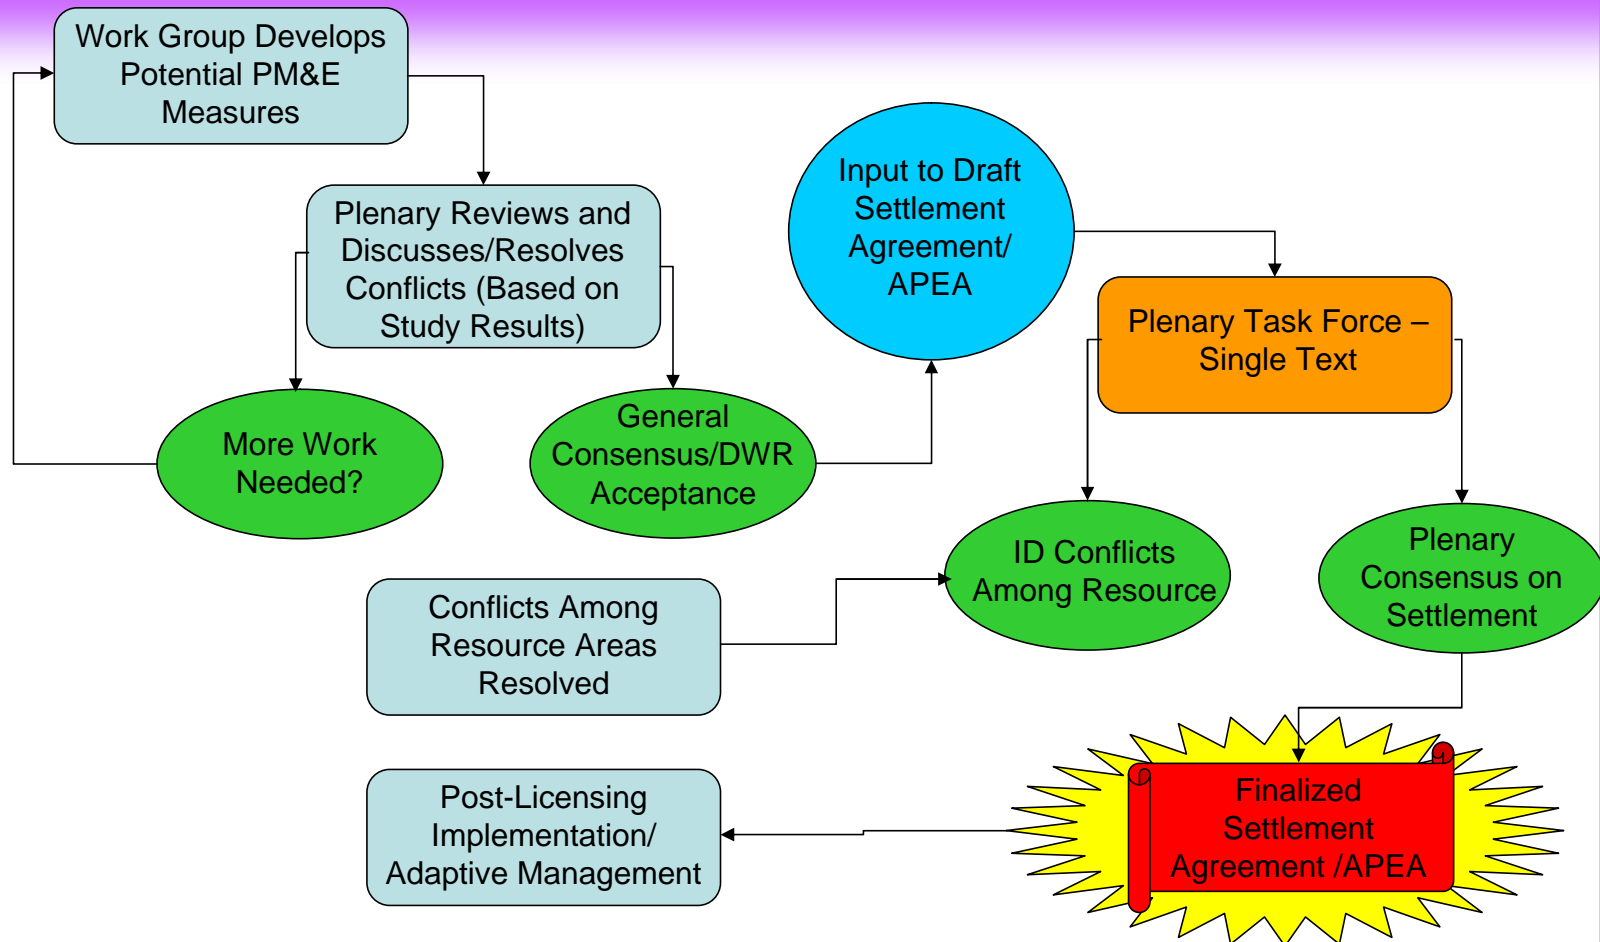 Work Group Develops
Potential PM&E
Measures
Plenary Reviews and
Discusses/Resolves
Conflicts (Based on
Study Results)
Input to Draft
Settlement
Agreement/
APEA
Plenary Task Force –
Single Text
More Work
Needed?
General
Consensus/DWR
Acceptance
ID Conflicts
Among Resource
Plenary
Consensus on
Settlement
Conflicts Among
Resource Areas
Resolved
Post-Licensing
Implementation/
Adaptive Management
Finalized
Settlement
Agreement /APEA